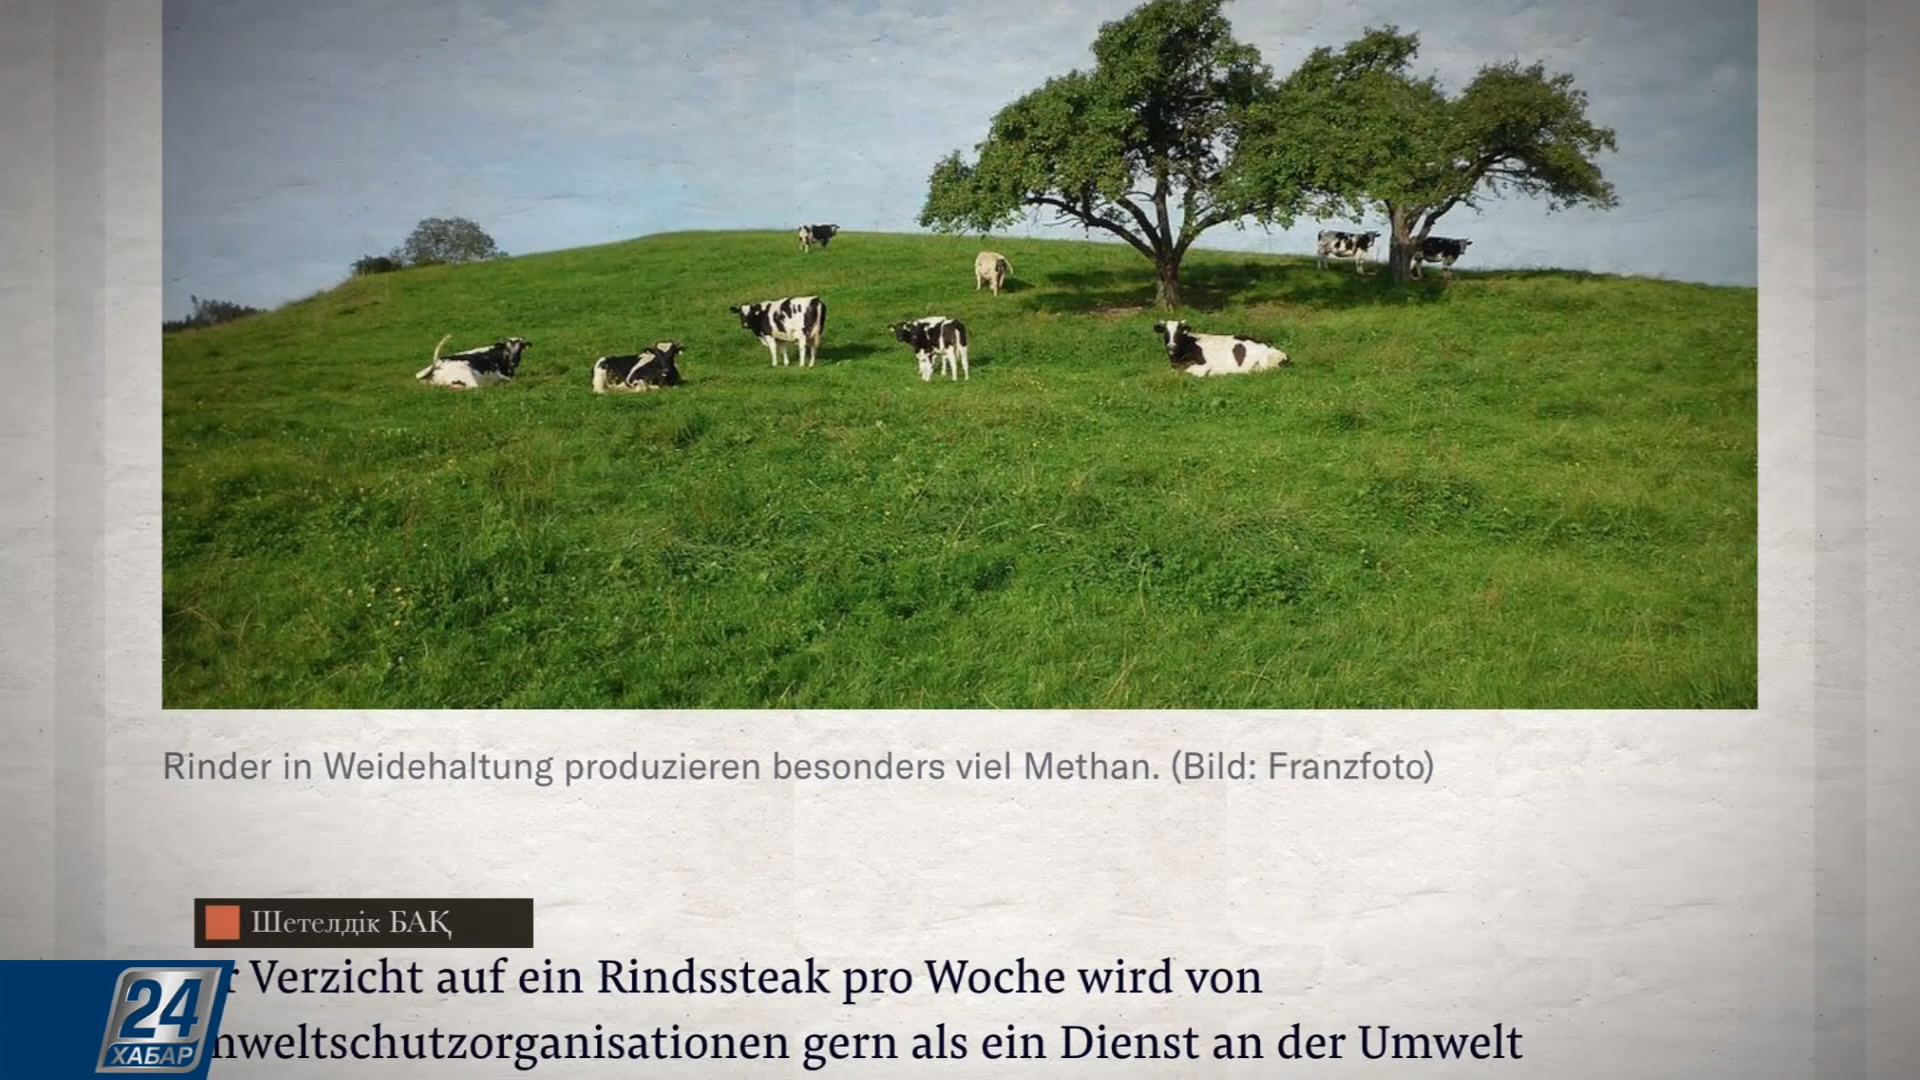 Rinder in Weidehaltung produzieren besonders viel Methan. (Bild: Franzfoto)
Шетелдік БАҚ
Verzicht auf ein Rindssteak pro Woche wird von
gern als ein Dienst an der Umwelt
24
ХАБАР